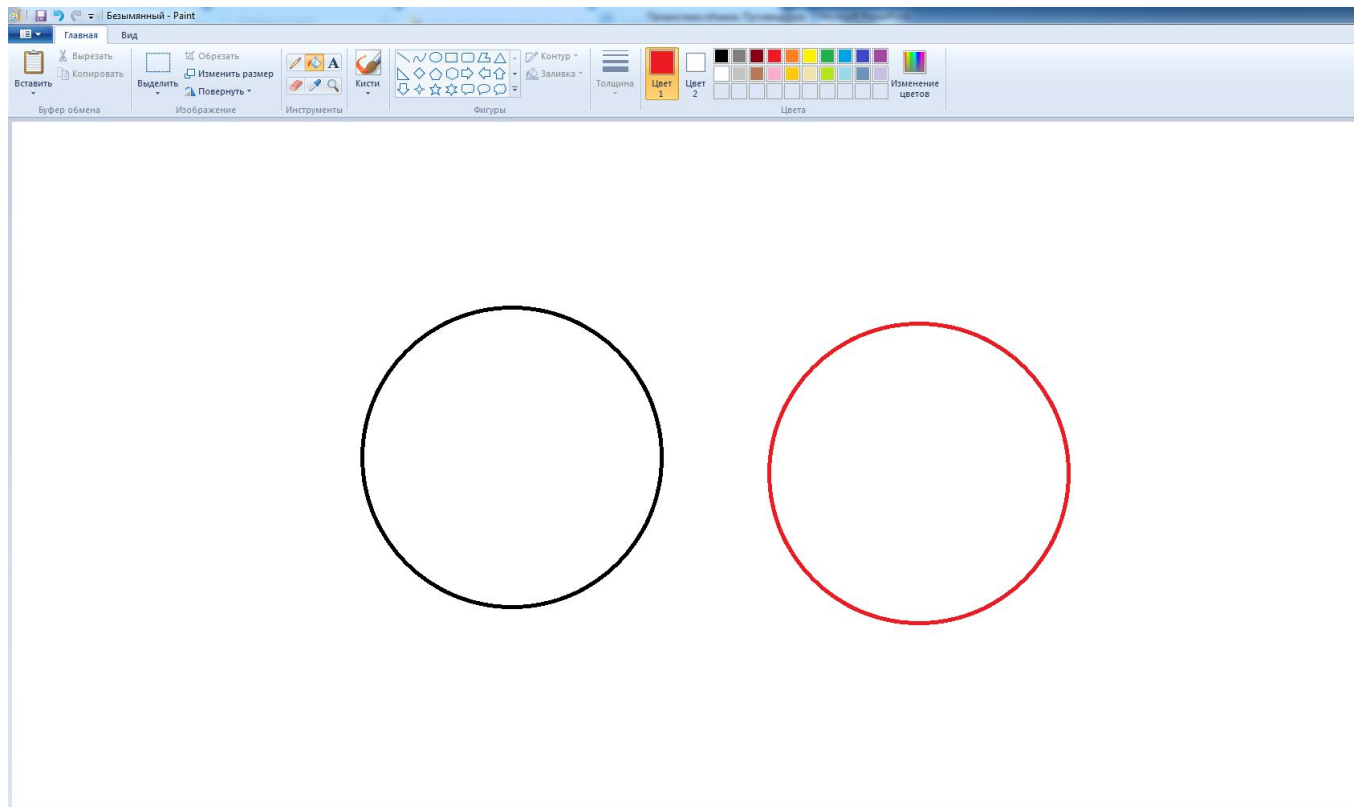 Безымянный - Paint
Главная Вид
Вставить
Вырезать
Копировать
Буфер обмена
Выделить
Обрезать
Изменить размер
Повернуть
Изображение
A
Инструменты
Кисти
Контур
Заливка
Фигуры
Толщина
Цвет
1
Цвет
2
Изменение
цветов
Цвета